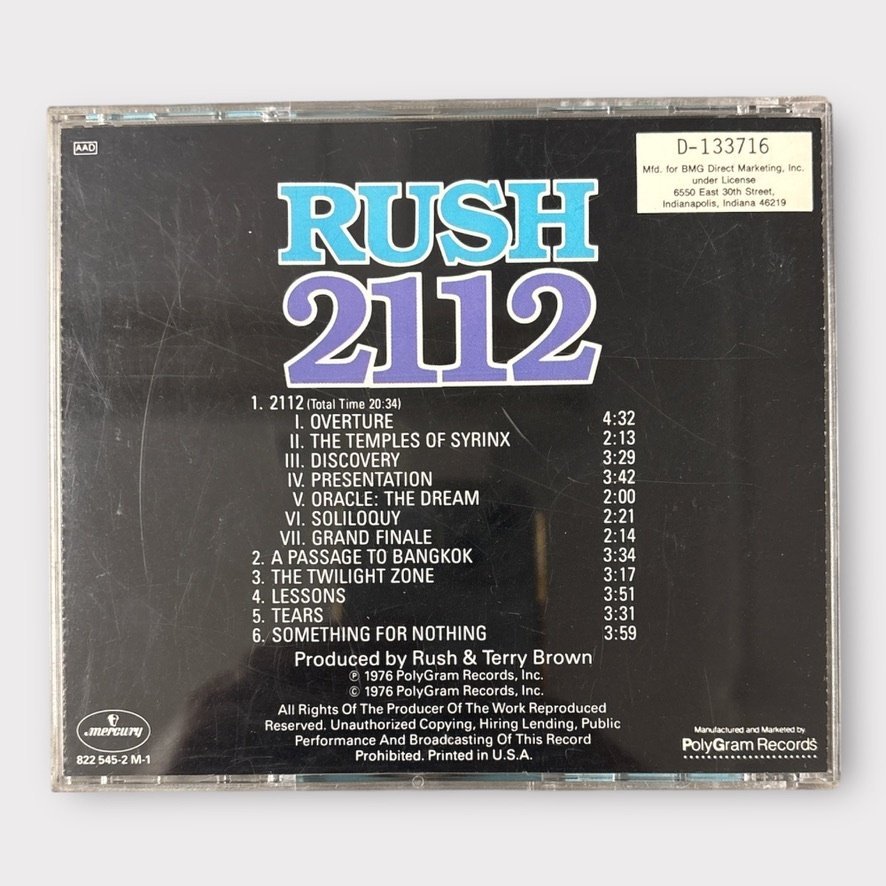 AAD
D-133716
Mfd. for BMG Direct Marketing, Inc.
under License
6550 East 30th Street,
Indianapolis, Indiana 46219
RUSH
2112
1. 2112 (Total Time 20:34)
I. OVERTURE 4:32
II. THE TEMPLES OF SYRINX 2:13
III. DISCOVERY 3:29
IV. PRESENTATION 3:42
V. ORACLE: THE DREAM 2:00
VI. SOLILOQUY 2:21
VII. GRAND FINALE 2:14
2. A PASSAGE TO BANGKOK 3:34
3. THE TWILIGHT ZONE 3:17
4. LESSONS 3:51
5. TEARS 3:31
6. SOMETHING FOR NOTHING 3:59
Produced by Rush & Terry Brown
℗ 1976 PolyGram Records, Inc.
© 1976 PolyGram Records, Inc.
All Rights Of The Producer Of The Work Reproduced
Reserved. Unauthorized Copying, Hiring Lending, Public
Performance And Broadcasting Of This Record
Prohibited. Printed in U.S.A.
mercury
822 545-2 M-1
Manufactured and Marketed by
PolyGram Records